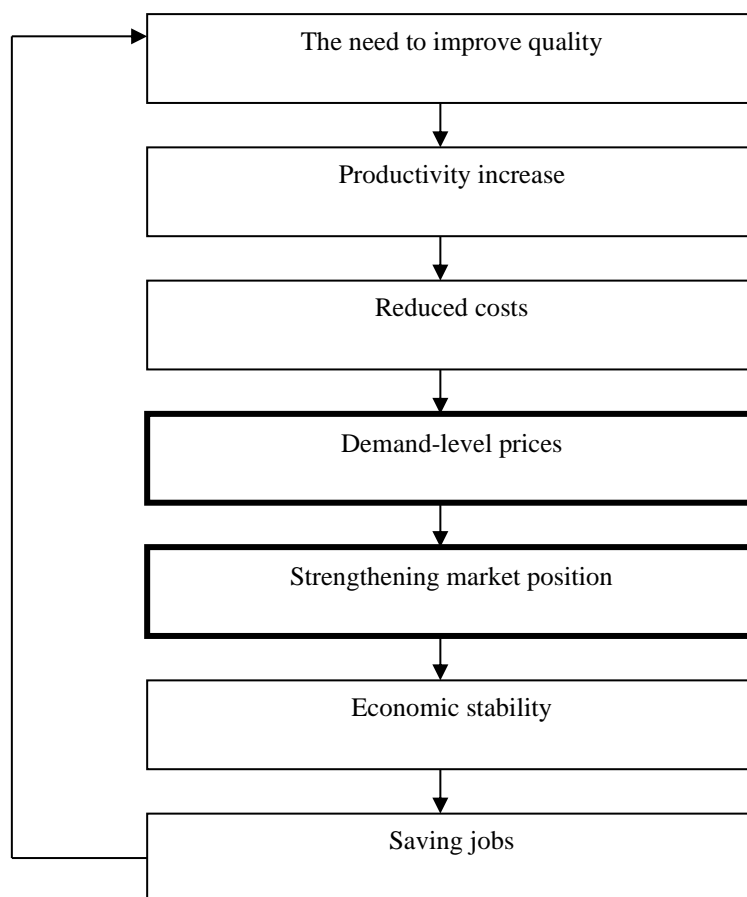 The need to improve quality
Productivity increase
Reduced costs
Demand-level prices
Strengthening market position
Economic stability
Saving jobs